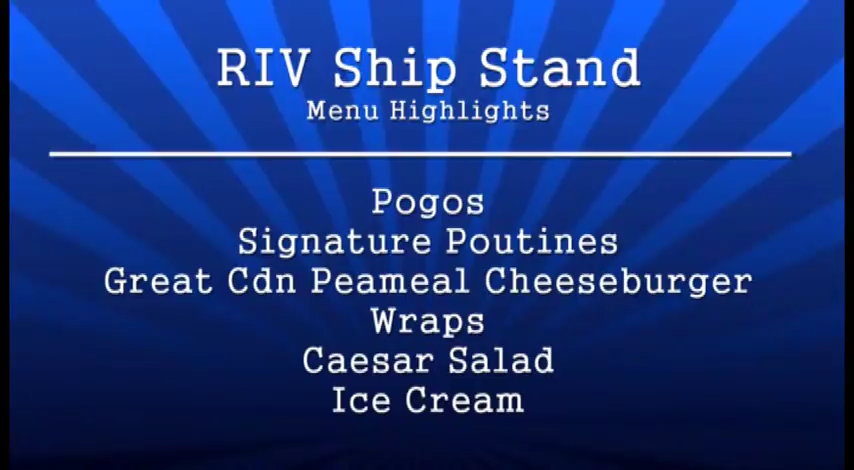 RIV Ship Stand
Menu Highlights
Pogos
Signature Poutines
Great Cdn Peameal Cheeseburger
Wraps
Caesar Salad
Ice Cream